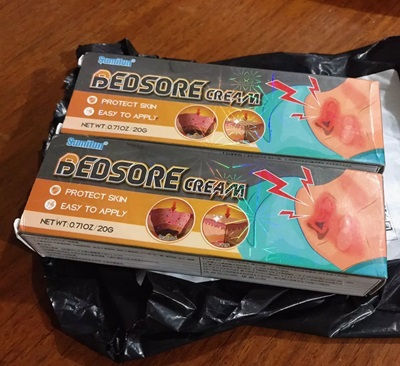 Sumifun
BEDSORE CREAM
PROTECT SKIN
EASY TO APPLY
NET WT: 0.71OZ/20G
Sumifun
BEDSORE CREAM
PROTECT SKIN
EASY TO APPLY
NET WT: 0.71OZ/20G